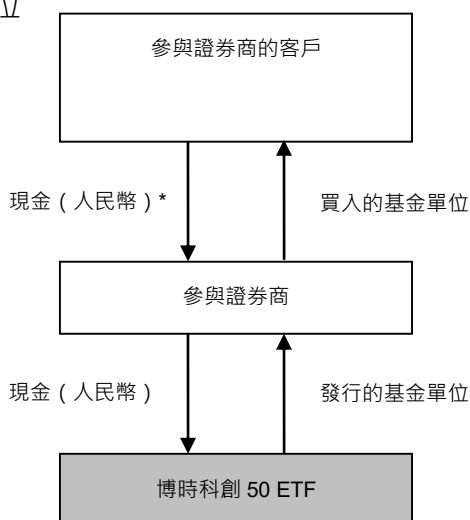 參與證券商的客戶
現金（人民幣）*
買入的基金單位
參與證券商
現金（人民幣）
發行的基金單位
博時科創 50 ETF